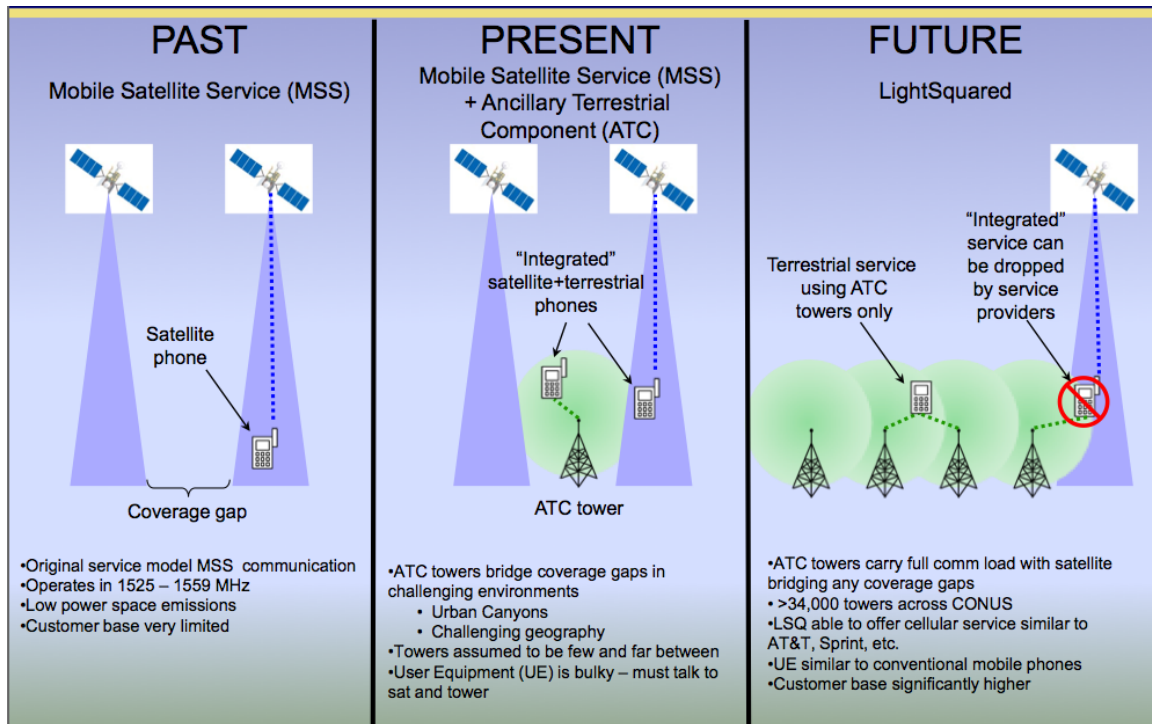 PAST
Mobile Satellite Service (MSS)
Satellite
phone
Coverage gap
•Original service model MSS communication
•Operates in 1525 – 1559 MHz
•Low power space emissions
•Customer base very limited
PRESENT
Mobile Satellite Service (MSS)
+ Ancillary Terrestrial
Component (ATC)
“Integrated”
satellite+terrestrial
phones
ATC tower
•ATC towers bridge coverage gaps in
challenging environments
• Urban Canyons
• Challenging geography
•Towers assumed to be few and far between
•User Equipment (UE) is bulky – must talk to
sat and tower
FUTURE
LightSquared
Terrestrial service
using ATC
towers only
“Integrated”
service can
be dropped
by service
providers
•ATC towers carry full comm load with satellite
bridging any coverage gaps
• >34,000 towers across CONUS
•LSQ able to offer cellular service similar to
AT&T, Sprint, etc.
•UE similar to conventional mobile phones
•Customer base significantly higher